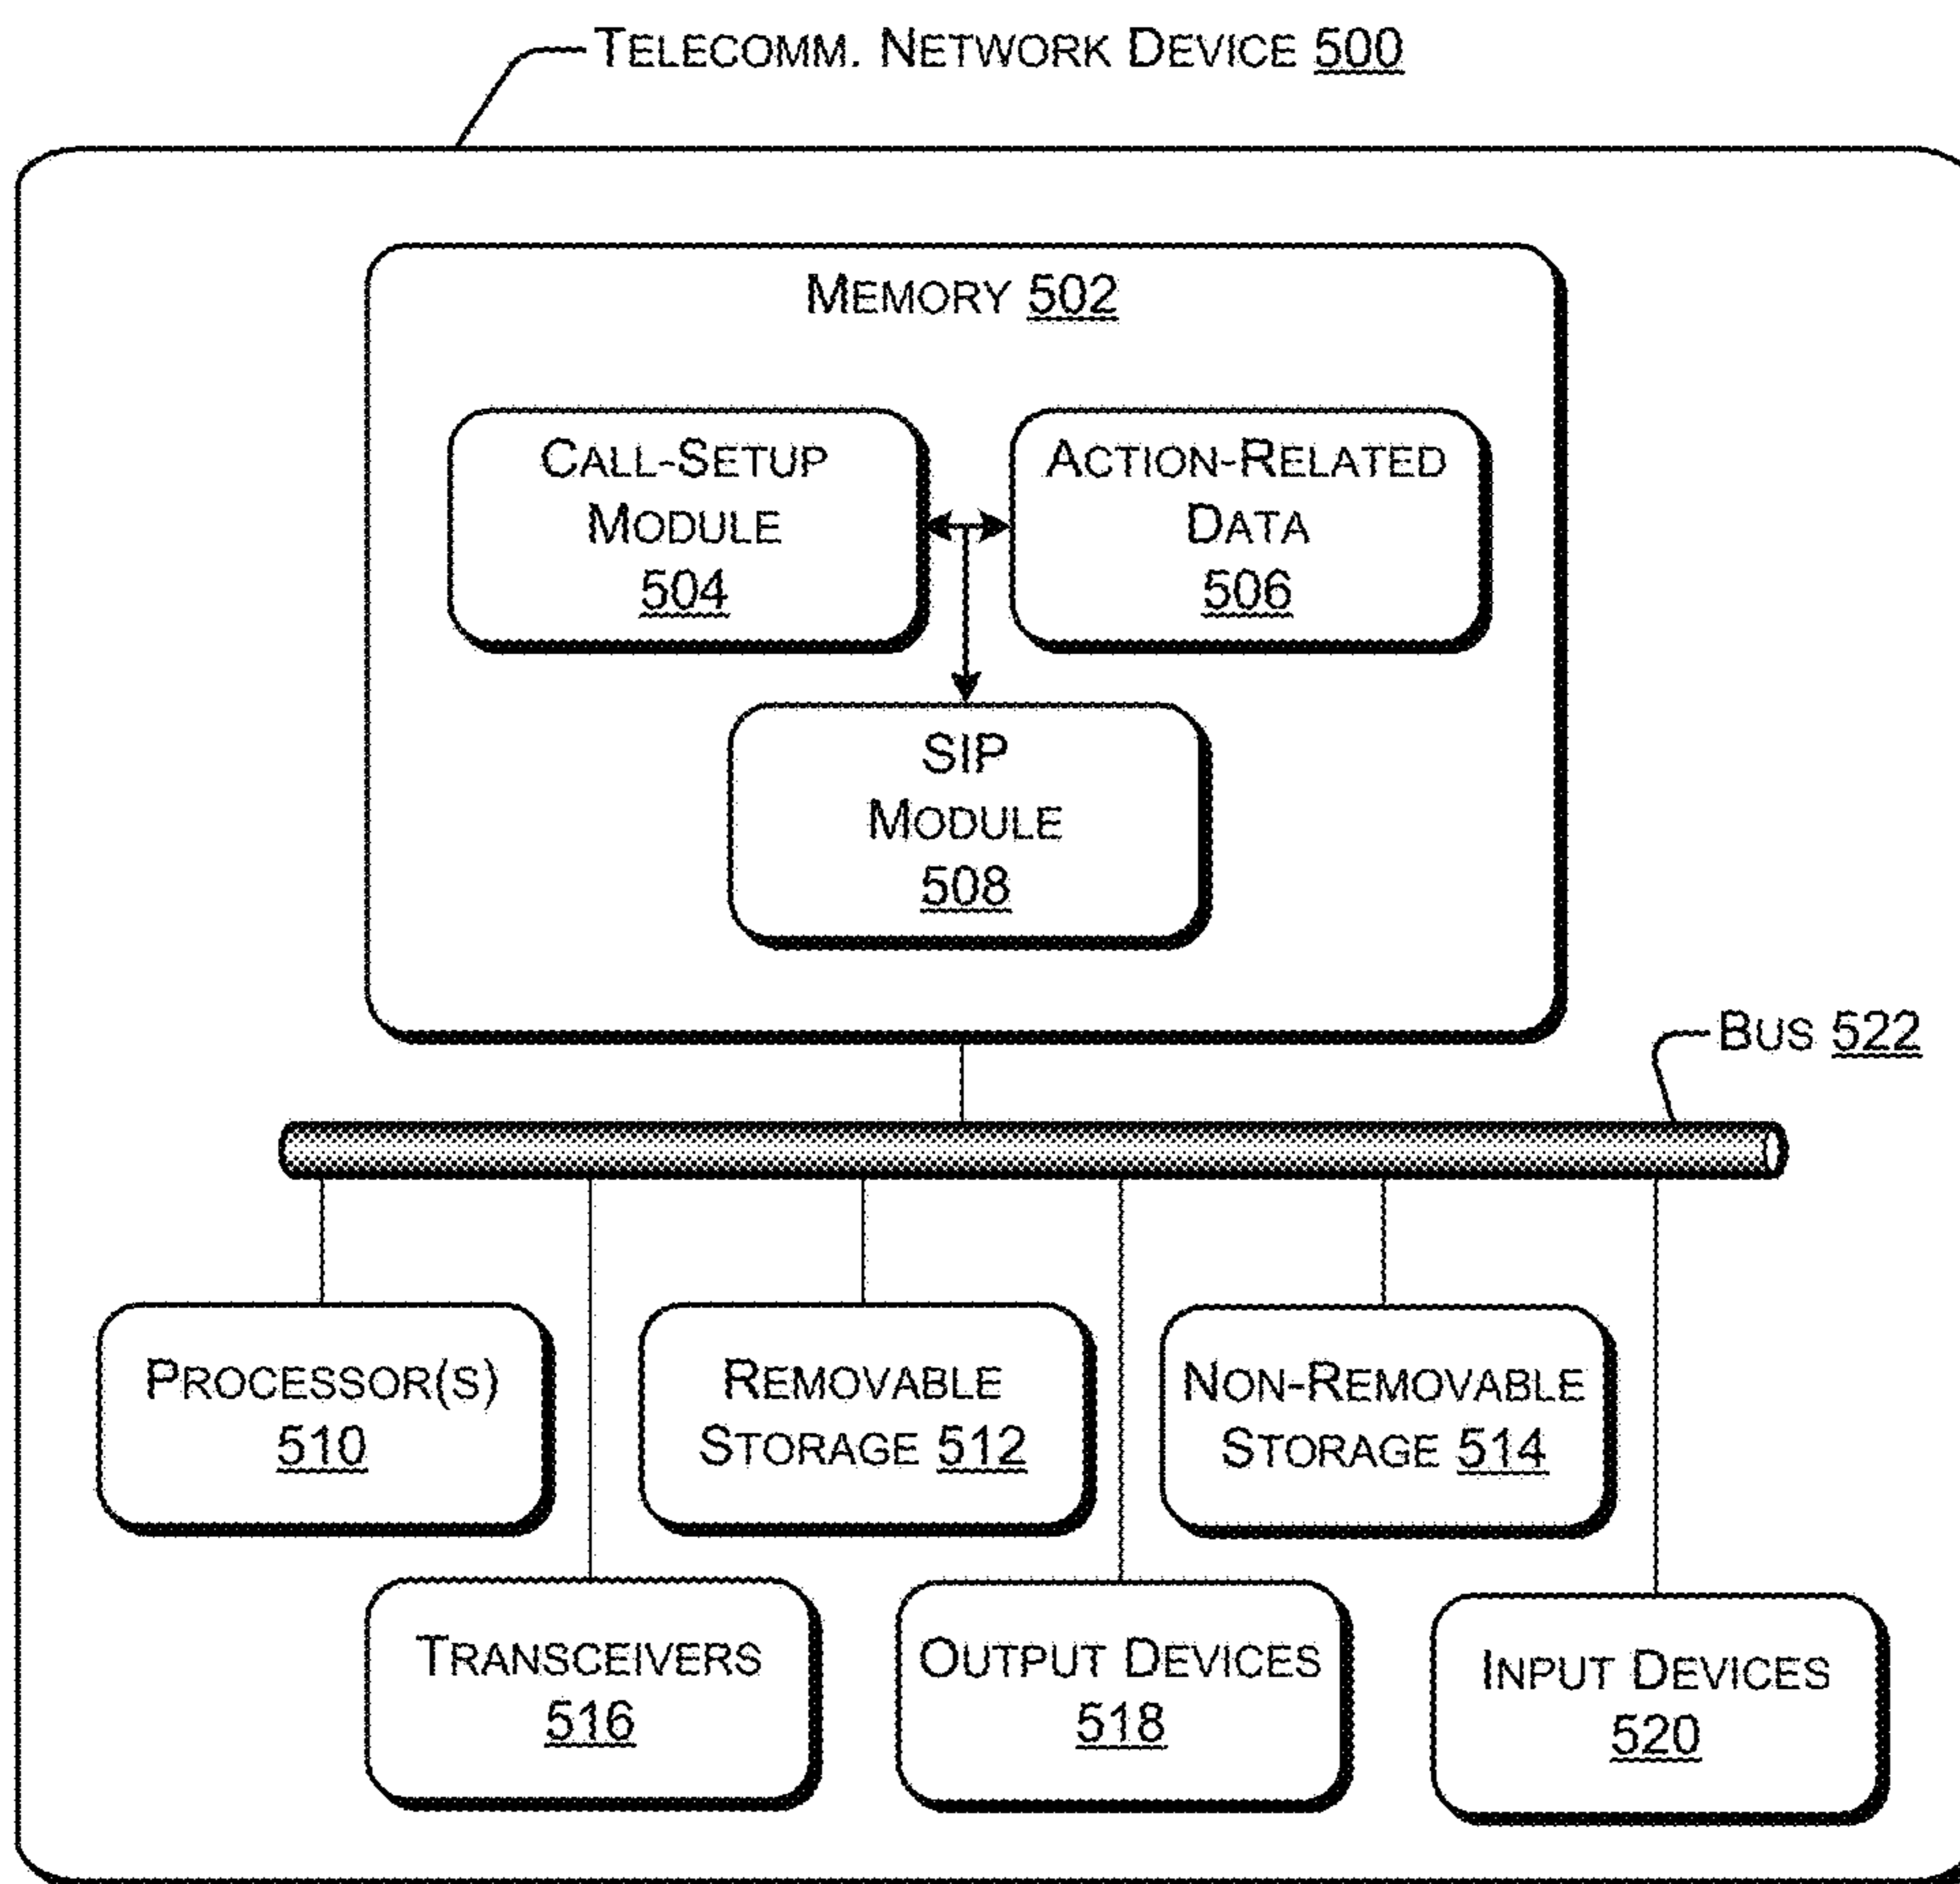 TELECOMM. NETWORK DEVICE 500
MEMORY 502
CALL-SETUP
MODULE
504
ACTION-RELATED
DATA
506
SIP
MODULE
508
BUS 522
PROCESSOR(S)
510
REMOVABLE
STORAGE 512
NON-REMOVABLE
STORAGE 514
TRANSCEIVERS
516
OUTPUT DEVICES
518
INPUT DEVICES
520